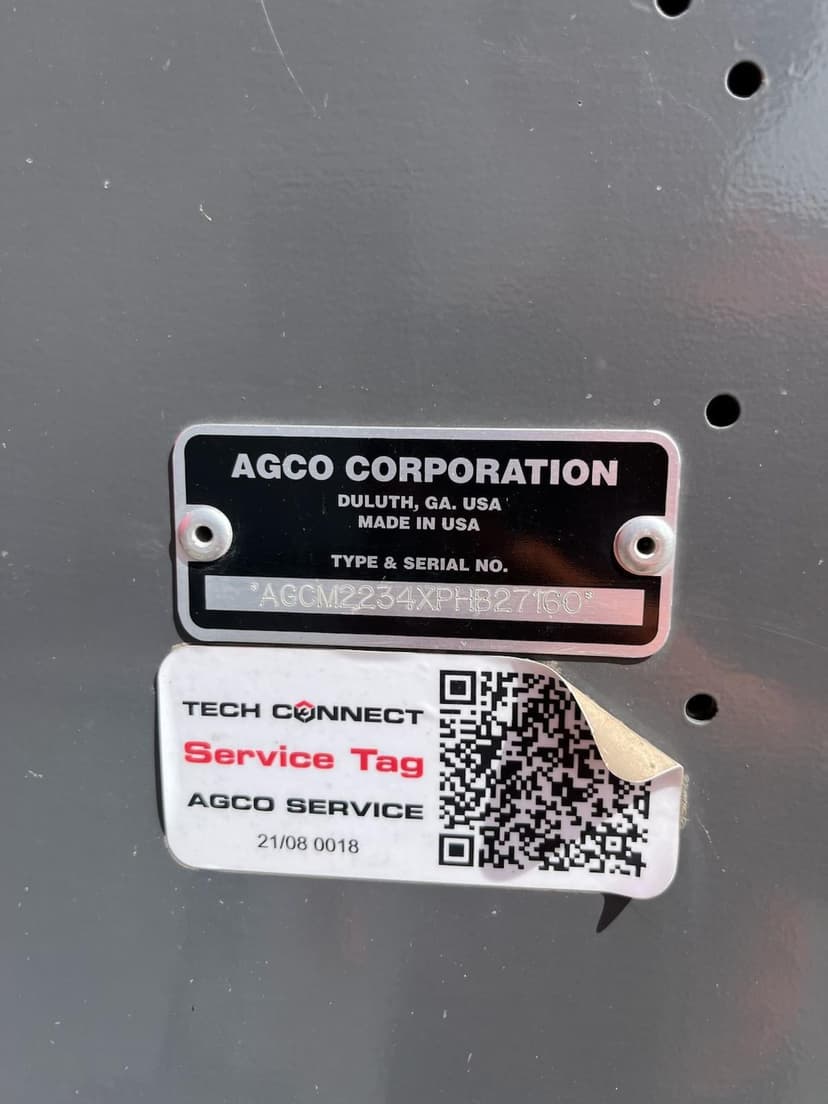 AGCO CORPORATION
DULUTH, GA. USA
MADE IN USA
TYPE & SERIAL NO.
*AGCM2234XPHB27160*
TECH CONNECT
Service Tag
AGCO SERVICE
21/08 0018